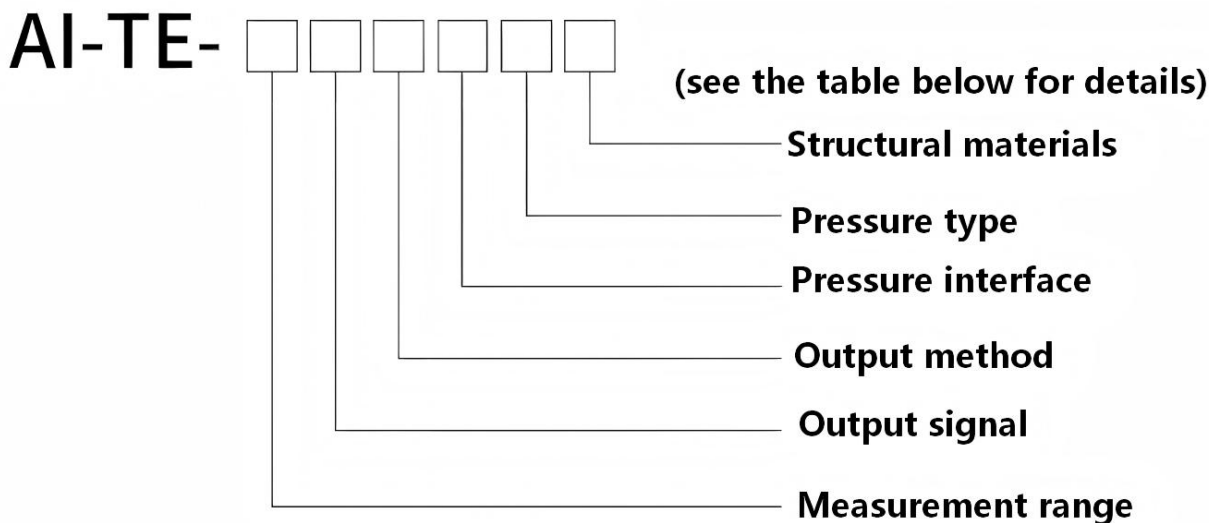 AI-TE-
(see the table below for details)
Structural materials
Pressure type
Pressure interface
Output method
Output signal
Measurement range